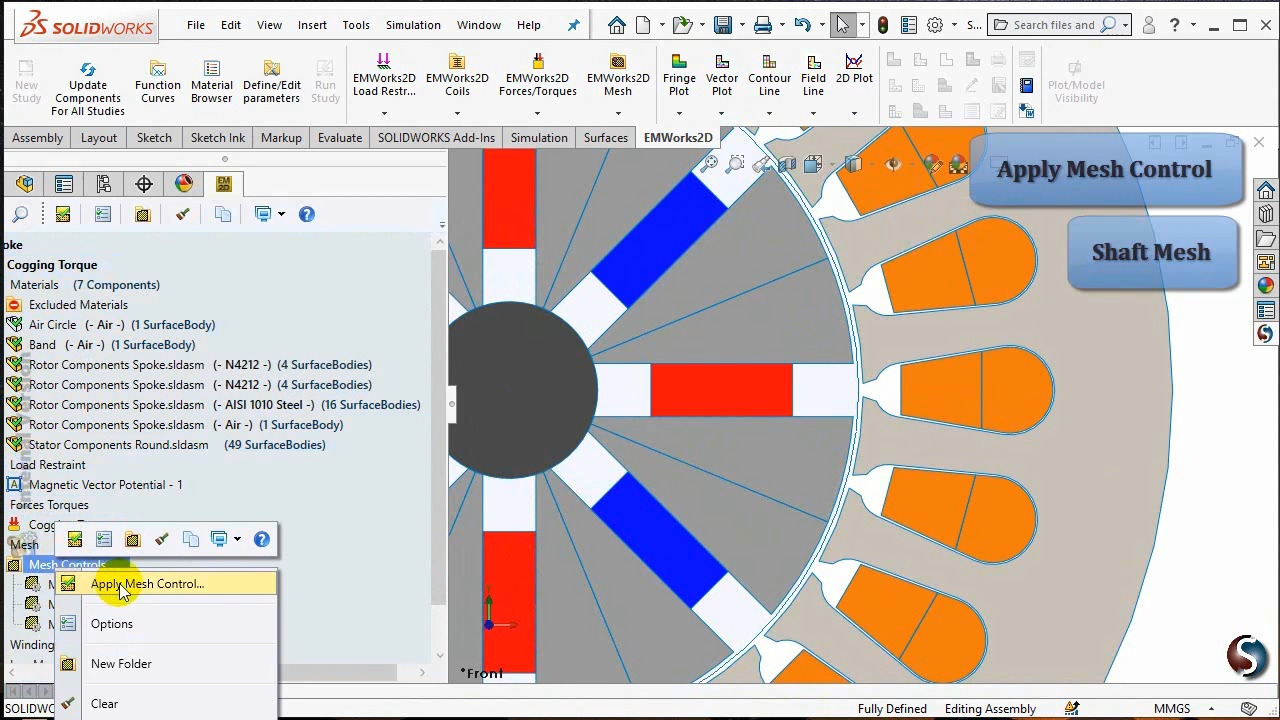 SOLIDWORKS
File Edit View Insert Tools Simulation Window Help
S... Search files and
New Study
Update Components For All Studies
Function Curves
Material Browser
Define/Edit parameters
Run Study
EMWorks2D Load Restr...
EMWorks2D Coils
EMWorks2D Forces/Torques
EMWorks2D Mesh
Fringe Plot
Vector Plot
Contour Line
Field Line
2D Plot
Plot/Model Visibility
Assembly Layout Sketch Sketch Ink Markup Evaluate SOLIDWORKS Add-Ins Simulation Surfaces EMWorks2D
Apply Mesh Control
Shaft Mesh
oke
Cogging Torque
Materials (7 Components)
Excluded Materials
Air Circle (- Air -) (1 SurfaceBody)
Band (- Air -) (1 SurfaceBody)
Rotor Components Spoke.sldasm (- N4212 -) (4 SurfaceBodies)
Rotor Components Spoke.sldasm (- N4212 -) (4 SurfaceBodies)
Rotor Components Spoke.sldasm (- AISI 1010 Steel -) (16 SurfaceBodies)
Rotor Components Spoke.sldasm (- Air -) (1 SurfaceBody)
Stator Components Round.sldasm (49 SurfaceBodies)
Load Restraint
Magnetic Vector Potential - 1
Forces Torques
Mesh
Mesh Controls
Apply Mesh Control...
Options
New Folder
Clear
Winding
*Front
SOLIDWO
Fully Defined Editing Assembly MMGS